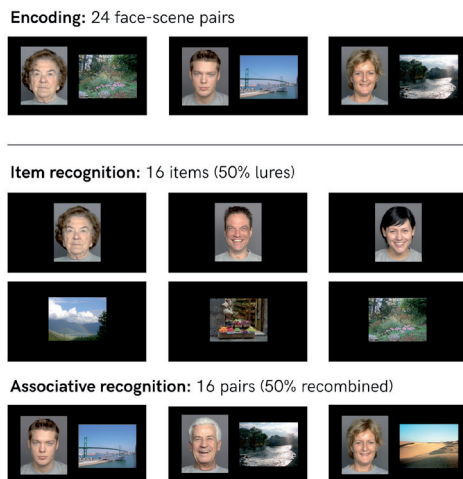 Encoding: 24 face-scene pairs
Item recognition: 16 items (50% lures)
Associative recognition: 16 pairs (50% recombined)